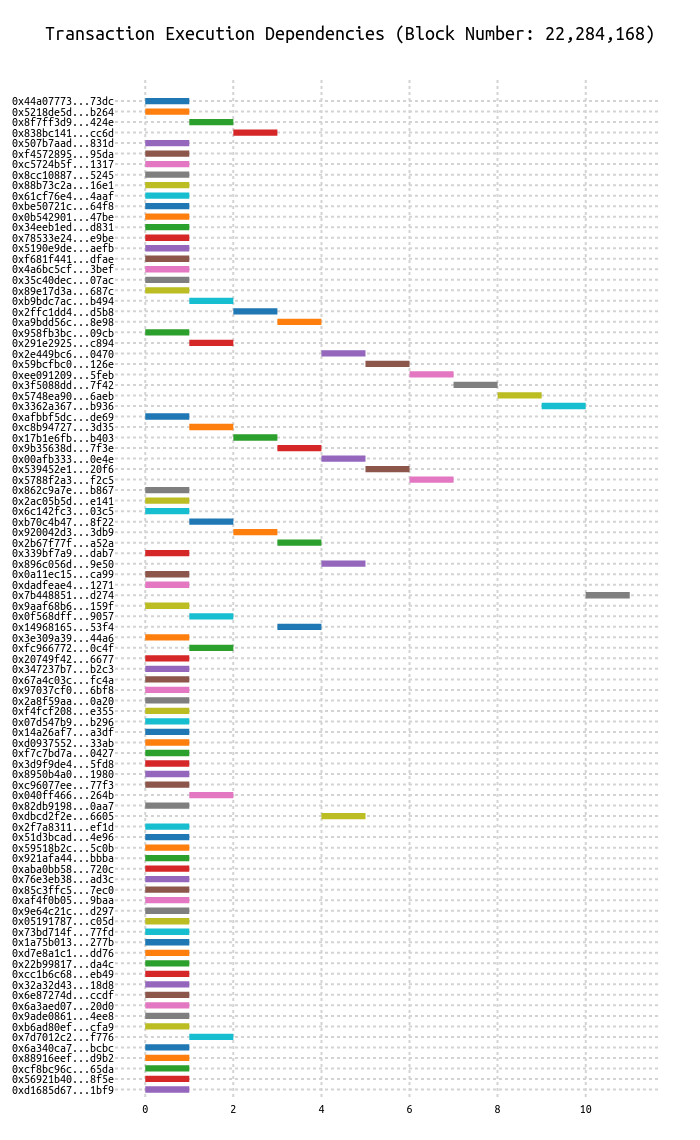 Transaction Execution Dependencies (Block Number: 22,284,168)
0x44a07773...73dc
0x5218de5d...b264
0x8f7ff3d9...424e
0x838bc141...cc6d
0x507b7aad...831d
0xf4572895...95da
0xc5724b5f...1317
0x8cc10887...5245
0x88b73c2a...16e1
0x61cf76e4...4aaf
0xbe50721c...64f8
0x0b542901...47be
0x34eeb1ed...d831
0x78533e24...e9be
0x5190e9de...aefb
0xf681f441...dfae
0x4a6bc5cf...3bef
0x35c40dec...07ac
0x89e17d3a...687c
0xb9bdc7ac...b494
0x2ffc1dd4...d5b8
0xa9bdd56c...8e98
0x958fb3bc...09cb
0x291e2925...c894
0x2e449bc6...0470
0x59bcfbc0...126e
0xee091209...5feb
0x3f5088dd...7f42
0x5748ea90...6aeb
0x3362a367...b936
0xafbbf5dc...de69
0xc8b94727...3d35
0x17b1e6fb...b403
0x9b35638d...7f3e
0x00afb333...0e4e
0x539452e1...20f6
0x5788f2a3...f2c5
0x862c9a7e...b867
0x2ac05b5d...e141
0x6c142fc3...03c5
0xb70c4b47...8f22
0x920042d3...3db9
0x2b67f77f...a52a
0x339bf7a9...dab7
0x896c056d...9e50
0x0a11ec15...ca99
0xdadfeae4...1271
0x7b448851...d274
0x9aaf68b6...159f
0x0f568dff...9057
0x14968165...53f4
0x3e309a39...44a6
0xfc966772...0c4f
0x20749f42...6677
0x347237b7...b2c3
0x67a4c03c...fc4a
0x97037cf0...6bf8
0x2a8f59aa...0a20
0xf4fcf208...e355
0x07d547b9...b296
0x14a26af7...a3df
0xd0937552...33ab
0xf7c7bd7a...0427
0x3d9f9de4...5fd8
0x8950b4a0...1980
0xc96077ee...77f3
0x040ff466...264b
0x82db9198...0aa7
0xdbcd2f2e...6605
0x2f7a8311...ef1d
0x51d3bcad...4e96
0x59518b2c...5c0b
0x921afa44...bbba
0xaba0bb58...720c
0x76e3eb38...ad3c
0x85c3ffc5...7ec0
0xaf4f0b05...9baa
0x9e64c21c...d297
0x05191787...c05d
0x73bd714f...77fd
0x1a75b013...277b
0xd7e8a1c1...dd76
0x22b99817...da4c
0xcc1b6c68...eb49
0x32a32d43...18d8
0x6e87274d...ccdf
0x6a3aed07...20d0
0x9ade0861...4ee8
0xb6ad80ef...cfa9
0x7d7012c2...f776
0x6a340ca7...bcbc
0x88916eef...d9b2
0xcf8bc96c...65da
0x56921b40...8f5e
0xd1685d67...1bf9
0 2 4 6 8 10